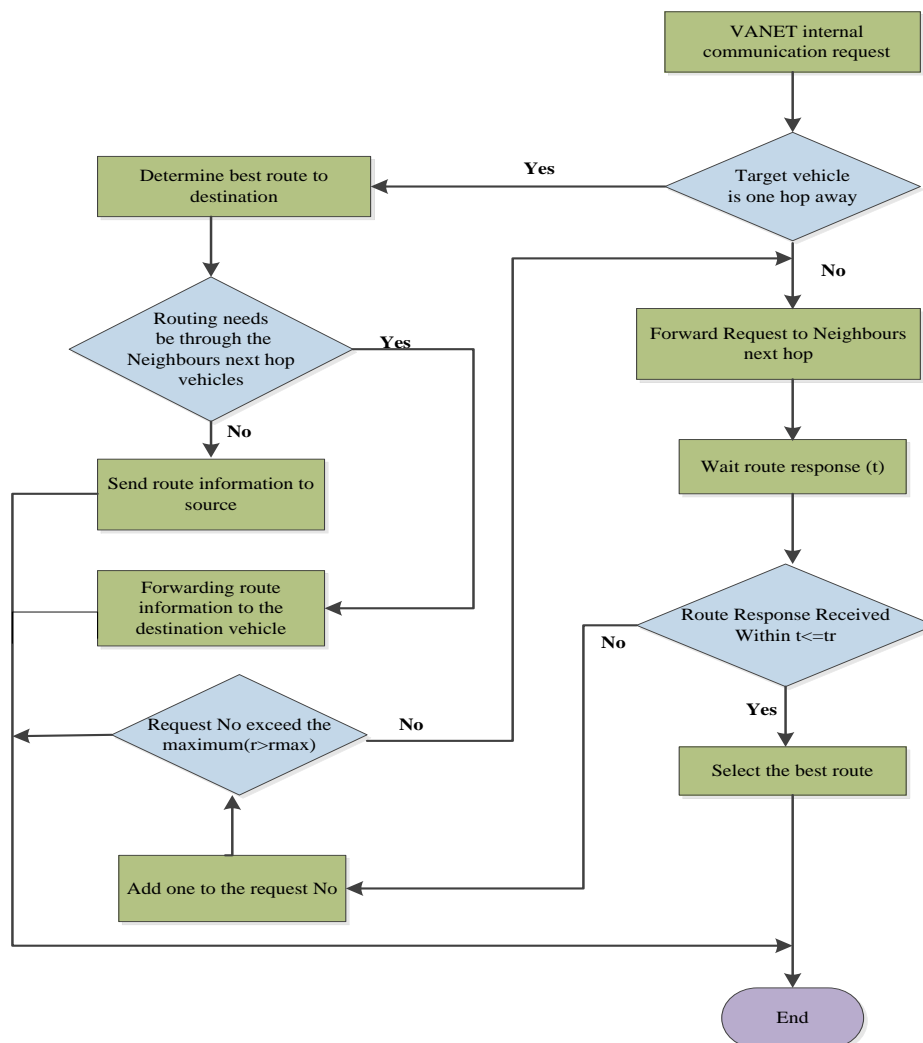 VANET internal
communication request
Target vehicle
is one hop away
Yes
Determine best route to
destination
No
Routing needs
be through the
Neighbours next hop
vehicles
Yes
Forward Request to Neighbours
next hop
No
Wait route response (t)
Send route information to
source
Forwarding route
information to the
destination vehicle
Route Response Received
Within t<=tr
No
Yes
Request No exceed the
maximum(r>rmax)
No
Select the best route
Add one to the request No
End